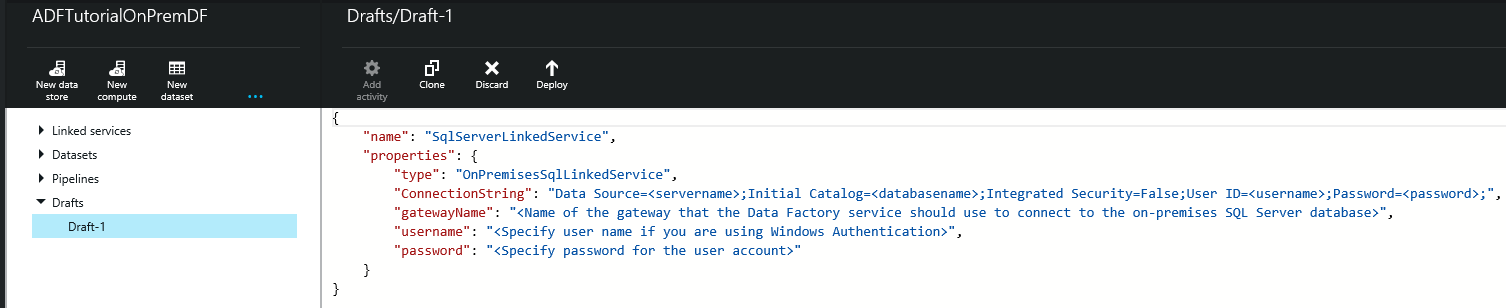 ADFTutorialOnPremDF
New data
store
New
compute
New
dataset
...
Linked services
Datasets
Pipelines
Drafts
Draft-1
Drafts/Draft-1
Add
activity
Clone
Discard
Deploy
{
"name": "SqlServerLinkedService",
"properties": {
"type": "OnPremisesSqlLinkedService",
"ConnectionString": "Data Source=<servername>;Initial Catalog=<databasename>;Integrated Security=False;User ID=<username>;Password=<password>;",
"gatewayName": "<Name of the gateway that the Data Factory service should use to connect to the on-premises SQL Server database>",
"username": "<Specify user name if you are using Windows Authentication>",
"password": "<Specify password for the user account>"
}
}